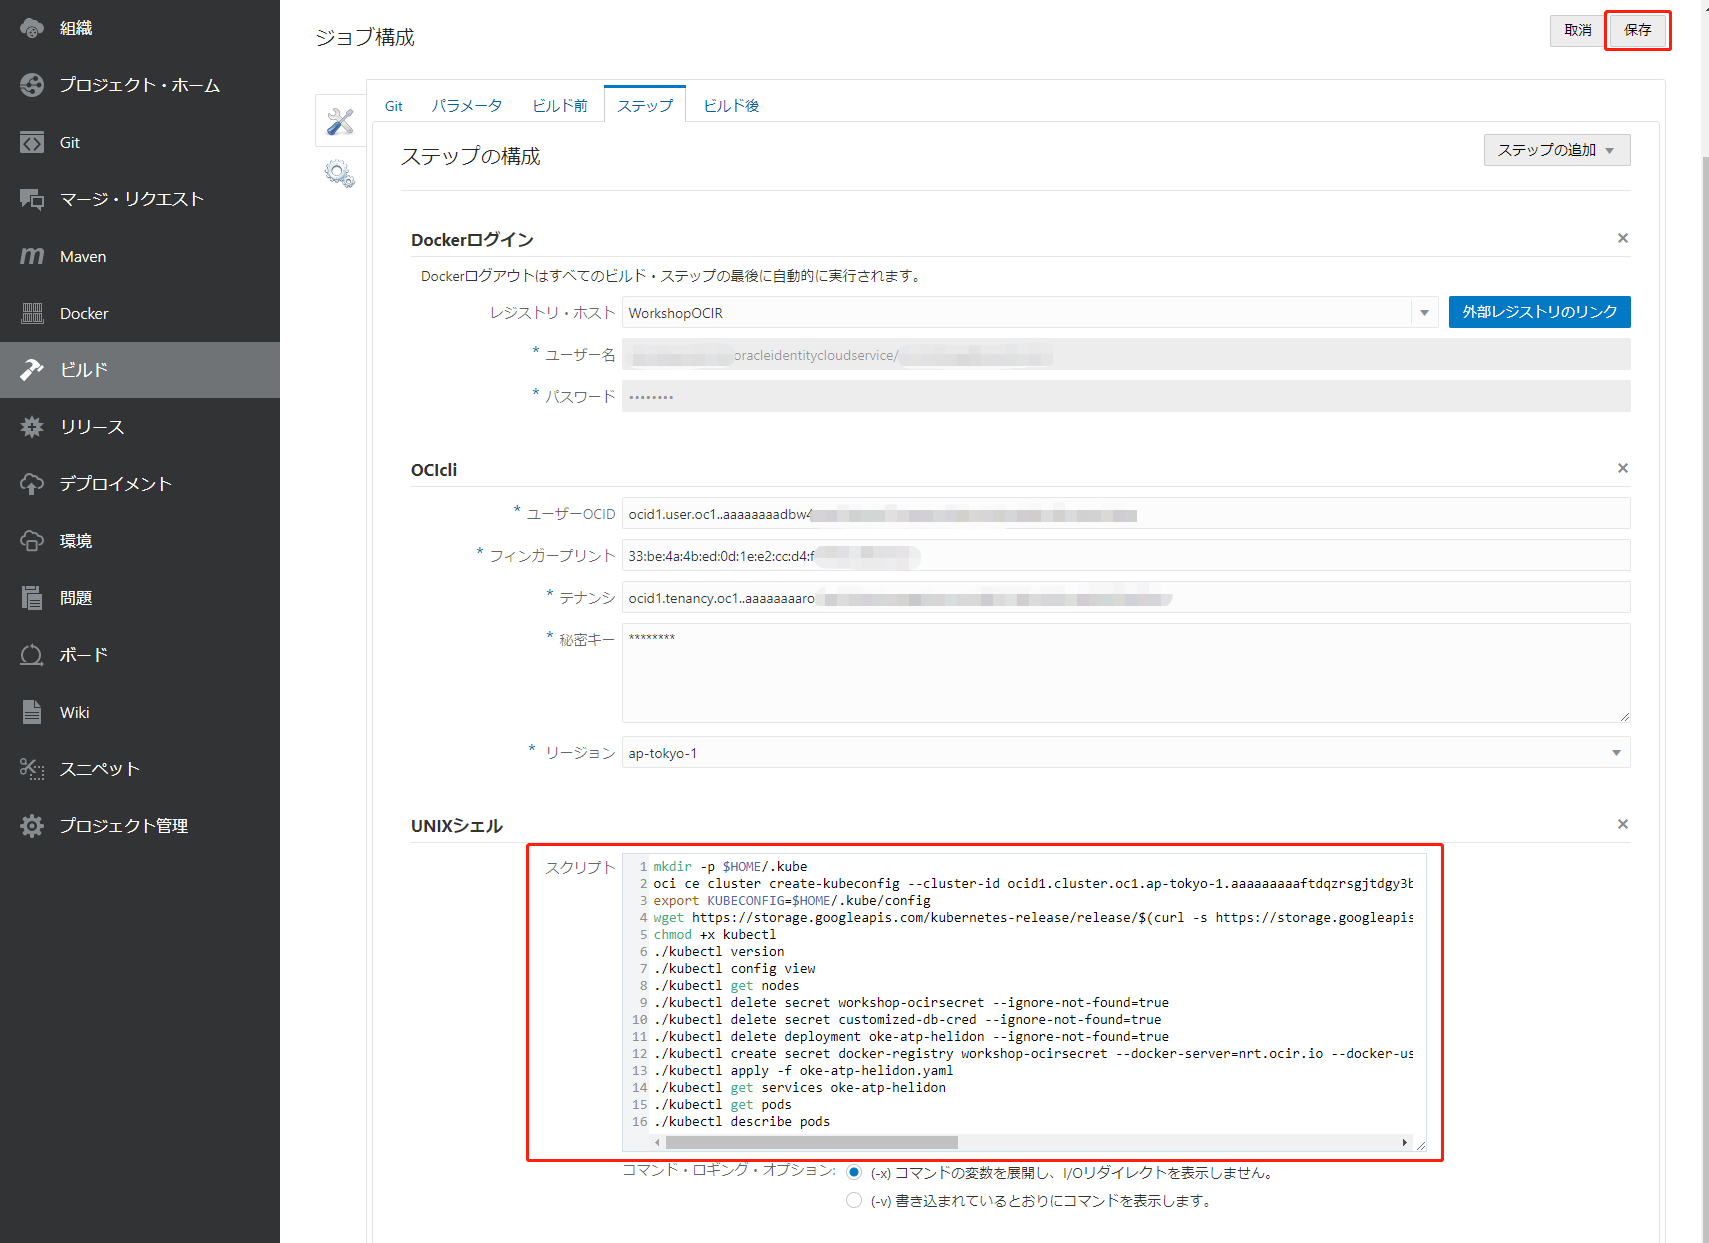 組織
プロジェクト・ホーム
Git
マージ・リクエスト
Maven
Docker
ビルド
リリース
デプロイメント
環境
問題
ボード
Wiki
スニペット
プロジェクト管理
ジョブ構成
取消
保存
Git パラメータ ビルド前 ステップ ビルド後
ステップの構成
ステップの追加
Dockerログイン
Dockerログアウトはすべてのビルド・ステップの最後に自動的に実行されます。
レジストリ・ホスト WorkshopOCIR 外部レジストリのリンク
* ユーザー名 oracleidentitycloudservice/
* パスワード ••••••••
OCIcli
* ユーザーOCID ocid1.user.oc1..aaaaaaaadbw4
* フィンガープリント 33:be:4a:4b:ed:0d:1e:e2:cc:d4:f
* テナンシ ocid1.tenancy.oc1..aaaaaaaaro
* 秘密キー ********
* リージョン ap-tokyo-1
UNIXシェル
スクリプト
1 mkdir -p $HOME/.kube
2 oci ce cluster create-kubeconfig --cluster-id ocid1.cluster.oc1.ap-tokyo-1.aaaaaaaaaftdqzrsgjtdgy3b
3 export KUBECONFIG=$HOME/.kube/config
4 wget https://storage.googleapis.com/kubernetes-release/release/$(curl -s https://storage.googleapis
5 chmod +x kubectl
6 ./kubectl version
7 ./kubectl config view
8 ./kubectl get nodes
9 ./kubectl delete secret workshop-ocirsecret --ignore-not-found=true
10 ./kubectl delete secret customized-db-cred --ignore-not-found=true
11 ./kubectl delete deployment oke-atp-helidon --ignore-not-found=true
12 ./kubectl create secret docker-registry workshop-ocirsecret --docker-server=nrt.ocir.io --docker-us
13 ./kubectl apply -f oke-atp-helidon.yaml
14 ./kubectl get services oke-atp-helidon
15 ./kubectl get pods
16 ./kubectl describe pods
コマンド・ロギング・オプション: (-x) コマンドの変数を展開し、I/Oリダイレクトを表示しません。
(-v) 書き込まれているとおりにコマンドを表示します。